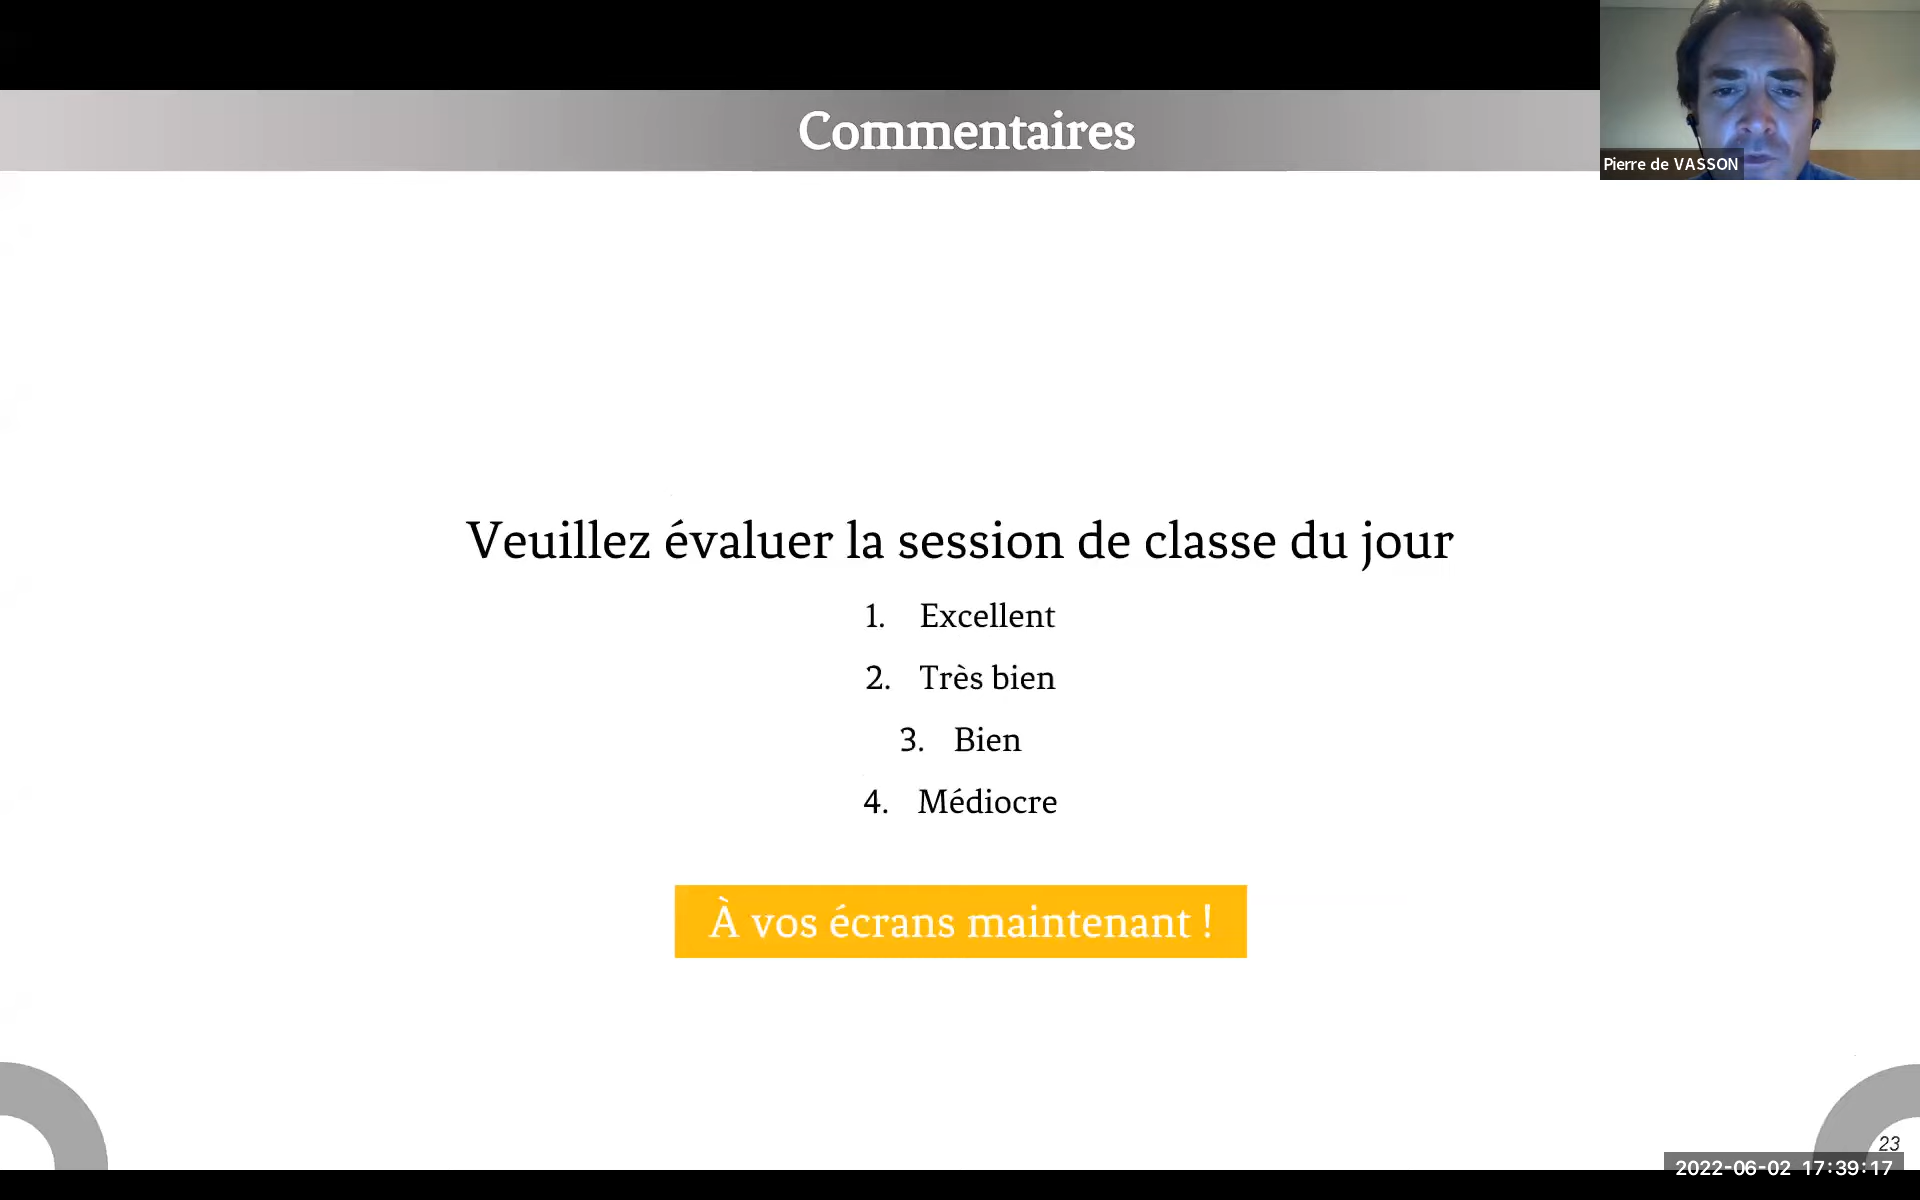 Commentaires
Pierre de VASSON
Veuillez évaluer la session de classe du jour
1. Excellent
2. Très bien
3. Bien
4. Médiocre
À vos écrans maintenant !
23
2022-06-02 17:39:17